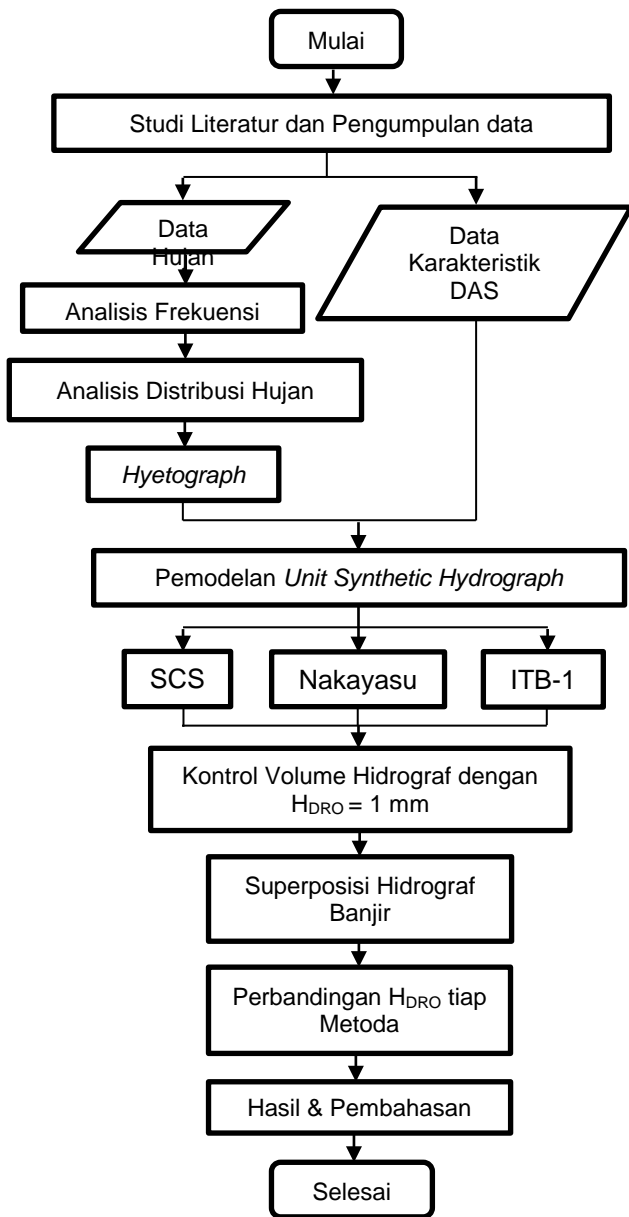 Mulai
Studi Literatur dan Pengumpulan data
Data
Hujan
Data
Karakteristik
DAS
Analisis Frekuensi
Analisis Distribusi Hujan
Hyetograph
Pemodelan Unit Synthetic Hydrograph
SCS
Nakayasu
ITB-1
Kontrol Volume Hidrograf dengan
HDRO = 1 mm
Superposisi Hidrograf
Banjir
Perbandingan HDRO tiap
Metoda
Hasil & Pembahasan
Selesai